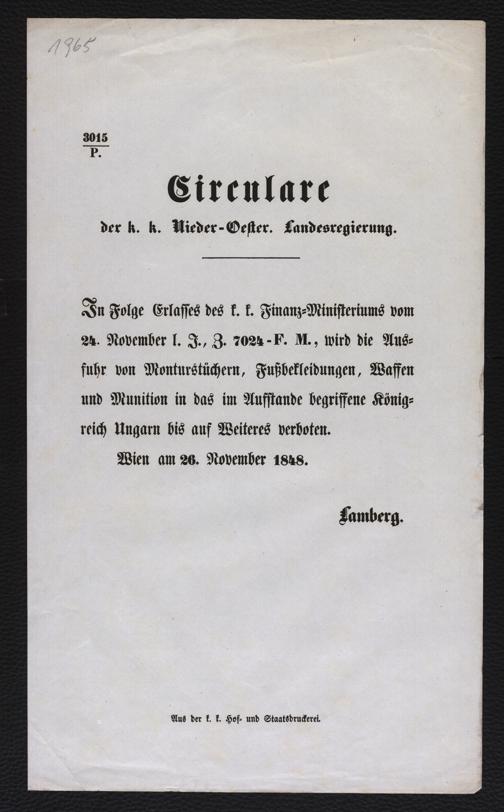 1965
3015
P.
Circulare
der k. k. Nieder-Oester. Landesregierung.
In Folge Erlasses des k. k. Finanz-Ministeriums vom
24. November l. J., Z. 7024-F. M., wird die Aus-
fuhr von Monturstüchern, Fußbekleidungen, Waffen
und Munition in das im Aufstande begriffene König-
reich Ungarn bis auf Weiteres verboten.
Wien am 26. November 1848.
Lamberg.
Aus der k. k. Hof- und Staatsdruckerei.